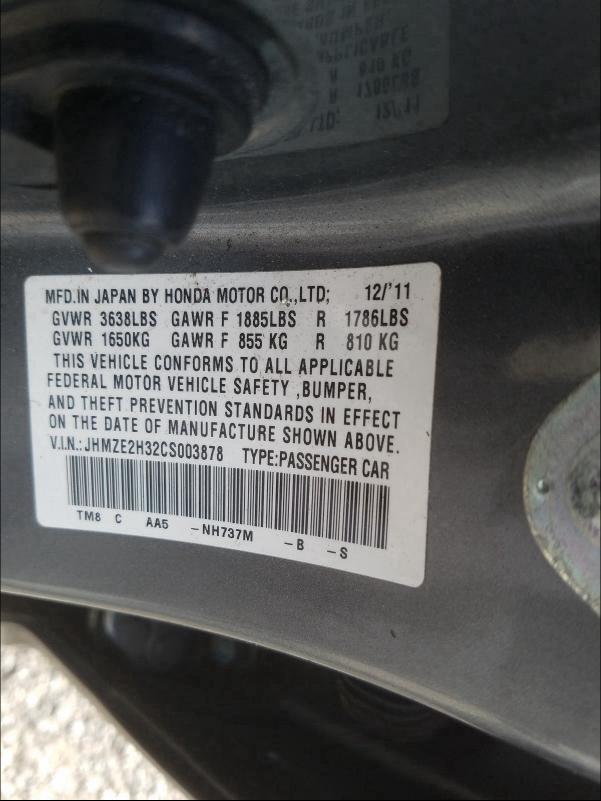 MFD.IN JAPAN BY HONDA MOTOR CO.,LTD; 12/'11
GVWR 3638LBS GAWR F 1885LBS R 1786LBS
GVWR 1650KG GAWR F 855 KG R 810 KG
THIS VEHICLE CONFORMS TO ALL APPLICABLE
FEDERAL MOTOR VEHICLE SAFETY ,BUMPER,
AND THEFT PREVENTION STANDARDS IN EFFECT
ON THE DATE OF MANUFACTURE SHOWN ABOVE.
V.I.N.: JHMZE2H32CS003878 TYPE:PASSENGER CAR
TM8 C AA5 -NH737M -B -S